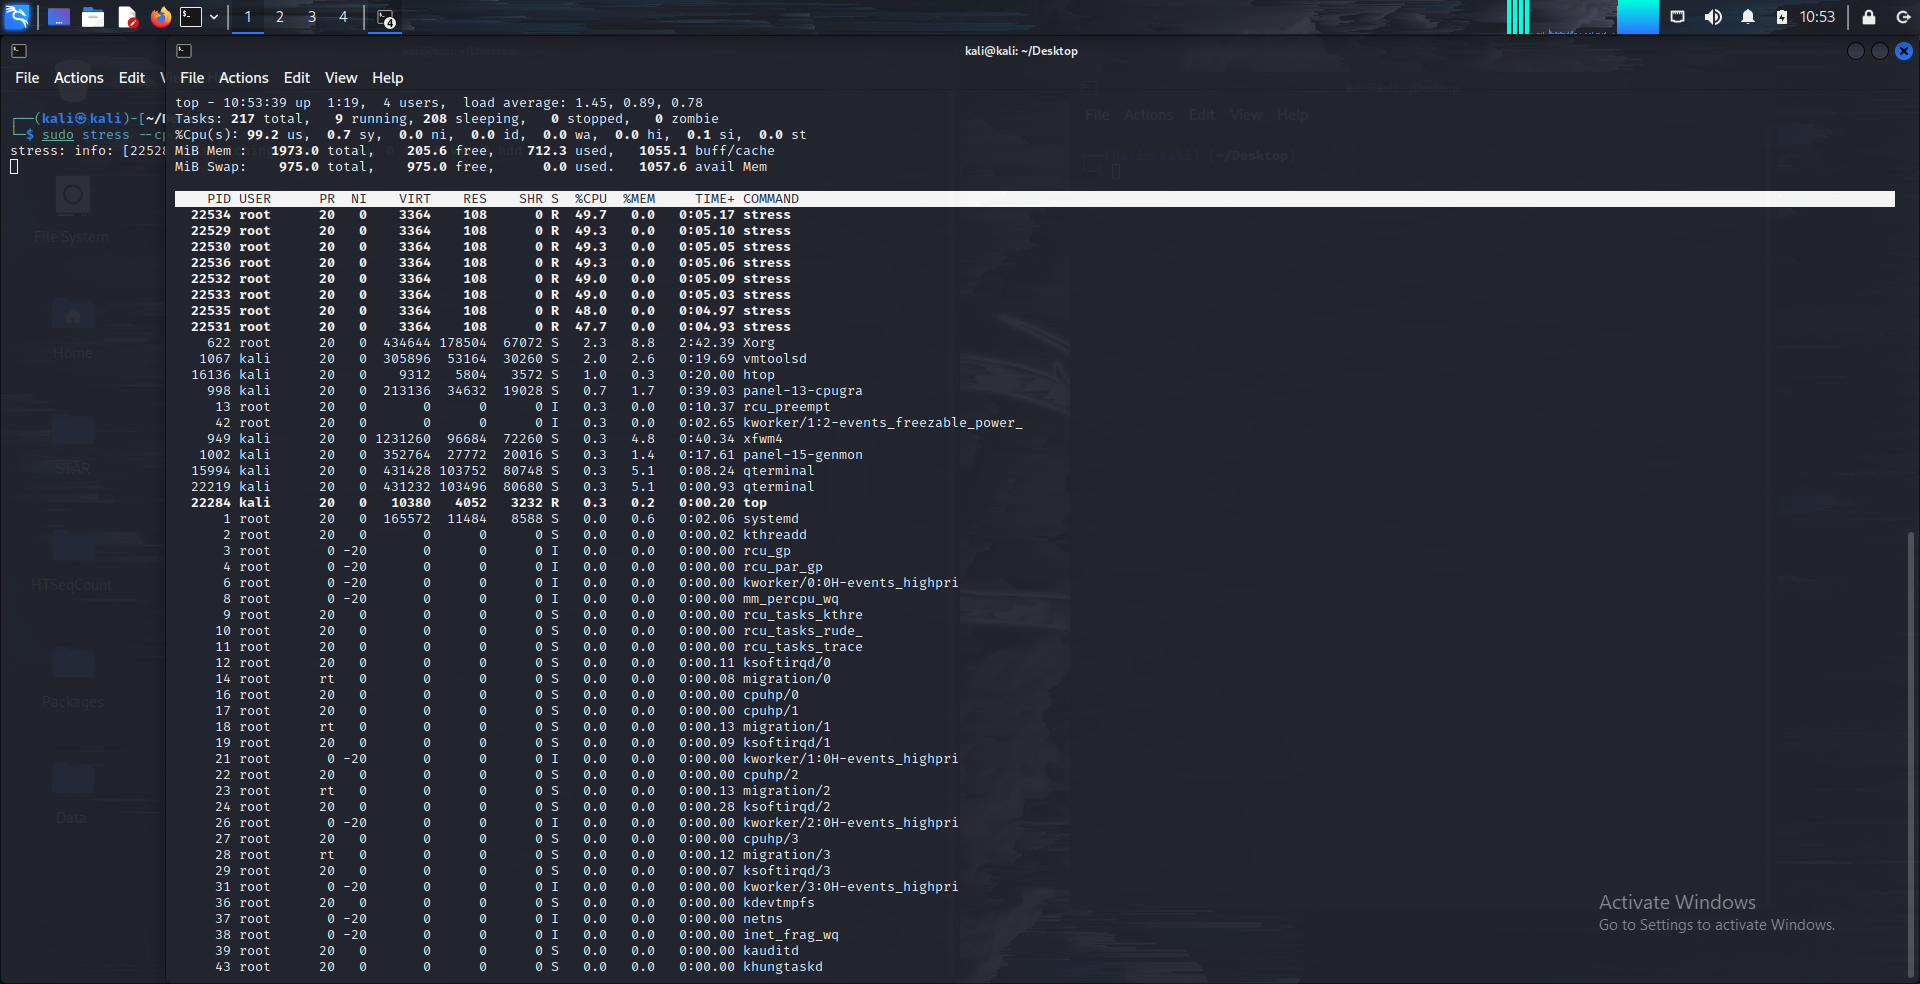 1 2 3 4 4 10:53
kali@kali: ~/Desktop
File Actions Edit V
File Actions Edit View Help
(kali㉿kali)-[~/D
$ sudo stress --cp
stress: info: [22528
top - 10:53:39 up  1:19,  4 users,  load average: 1.45, 0.89, 0.78
Tasks: 217 total,   9 running, 208 sleeping,   0 stopped,   0 zombie
%Cpu(s): 99.2 us,  0.7 sy,  0.0 ni,  0.0 id,  0.0 wa,  0.0 hi,  0.1 si,  0.0 st
MiB Mem :   1973.0 total,    205.6 free,    712.3 used,   1055.1 buff/cache
MiB Swap:    975.0 total,    975.0 free,      0.0 used.   1057.6 avail Mem
PID USER PR NI VIRT RES SHR S %CPU %MEM TIME+ COMMAND
22534 root 20 0 3364 108 0 R 49.7 0.0 0:05.17 stress
22529 root 20 0 3364 108 0 R 49.3 0.0 0:05.10 stress
22530 root 20 0 3364 108 0 R 49.3 0.0 0:05.05 stress
22536 root 20 0 3364 108 0 R 49.3 0.0 0:05.06 stress
22532 root 20 0 3364 108 0 R 49.0 0.0 0:05.09 stress
22533 root 20 0 3364 108 0 R 49.0 0.0 0:05.03 stress
22535 root 20 0 3364 108 0 R 48.0 0.0 0:04.97 stress
22531 root 20 0 3364 108 0 R 47.7 0.0 0:04.93 stress
622 root 20 0 434644 178504 67072 S 2.3 8.8 2:42.39 Xorg
1067 kali 20 0 305896 53164 30260 S 2.0 2.6 0:19.69 vmtoolsd
16136 kali 20 0 9312 5804 3572 S 1.0 0.3 0:20.00 htop
998 kali 20 0 213136 34632 19028 S 0.7 1.7 0:39.03 panel-13-cpugra
13 root 20 0 0 0 0 I 0.3 0.0 0:10.37 rcu_preempt
42 root 20 0 0 0 0 I 0.3 0.0 0:02.65 kworker/1:2-events_freezable_power_
949 kali 20 0 1231260 96684 72260 S 0.3 4.8 0:40.34 xfwm4
1002 kali 20 0 352764 27772 20016 S 0.3 1.4 0:17.61 panel-15-genmon
15994 kali 20 0 431428 103752 80748 S 0.3 5.1 0:08.24 qterminal
22219 kali 20 0 431232 103496 80680 S 0.3 5.1 0:00.93 qterminal
22284 kali 20 0 10380 4052 3232 R 0.3 0.2 0:00.20 top
1 root 20 0 165572 11484 8588 S 0.0 0.6 0:02.06 systemd
2 root 20 0 0 0 0 S 0.0 0.0 0:00.02 kthreadd
3 root 0 -20 0 0 0 I 0.0 0.0 0:00.00 rcu_gp
4 root 0 -20 0 0 0 I 0.0 0.0 0:00.00 rcu_par_gp
6 root 0 -20 0 0 0 I 0.0 0.0 0:00.00 kworker/0:0H-events_highpri
8 root 0 -20 0 0 0 I 0.0 0.0 0:00.00 mm_percpu_wq
9 root 20 0 0 0 0 S 0.0 0.0 0:00.00 rcu_tasks_kthre
10 root 20 0 0 0 0 S 0.0 0.0 0:00.00 rcu_tasks_rude_
11 root 20 0 0 0 0 S 0.0 0.0 0:00.00 rcu_tasks_trace
12 root 20 0 0 0 0 S 0.0 0.0 0:00.11 ksoftirqd/0
14 root rt 0 0 0 0 S 0.0 0.0 0:00.08 migration/0
16 root 20 0 0 0 0 S 0.0 0.0 0:00.00 cpuhp/0
17 root 20 0 0 0 0 S 0.0 0.0 0:00.00 cpuhp/1
18 root rt 0 0 0 0 S 0.0 0.0 0:00.13 migration/1
19 root 20 0 0 0 0 S 0.0 0.0 0:00.09 ksoftirqd/1
21 root 0 -20 0 0 0 I 0.0 0.0 0:00.00 kworker/1:0H-events_highpri
22 root 20 0 0 0 0 S 0.0 0.0 0:00.00 cpuhp/2
23 root rt 0 0 0 0 S 0.0 0.0 0:00.13 migration/2
24 root 20 0 0 0 0 S 0.0 0.0 0:00.28 ksoftirqd/2
26 root 0 -20 0 0 0 I 0.0 0.0 0:00.00 kworker/2:0H-events_highpri
27 root 20 0 0 0 0 S 0.0 0.0 0:00.00 cpuhp/3
28 root rt 0 0 0 0 S 0.0 0.0 0:00.12 migration/3
29 root 20 0 0 0 0 S 0.0 0.0 0:00.07 ksoftirqd/3
31 root 0 -20 0 0 0 I 0.0 0.0 0:00.00 kworker/3:0H-events_highpri
36 root 20 0 0 0 0 S 0.0 0.0 0:00.00 kdevtmpfs
37 root 0 -20 0 0 0 I 0.0 0.0 0:00.00 netns
38 root 0 -20 0 0 0 I 0.0 0.0 0:00.00 inet_frag_wq
39 root 20 0 0 0 0 S 0.0 0.0 0:00.00 kauditd
43 root 20 0 0 0 0 S 0.0 0.0 0:00.00 khungtaskd
File System
Home
STAR
HTSeqCount
Packages
Data
File Actions Edit View Help
~/Desktop
Activate Windows
Go to Settings to activate Windows.